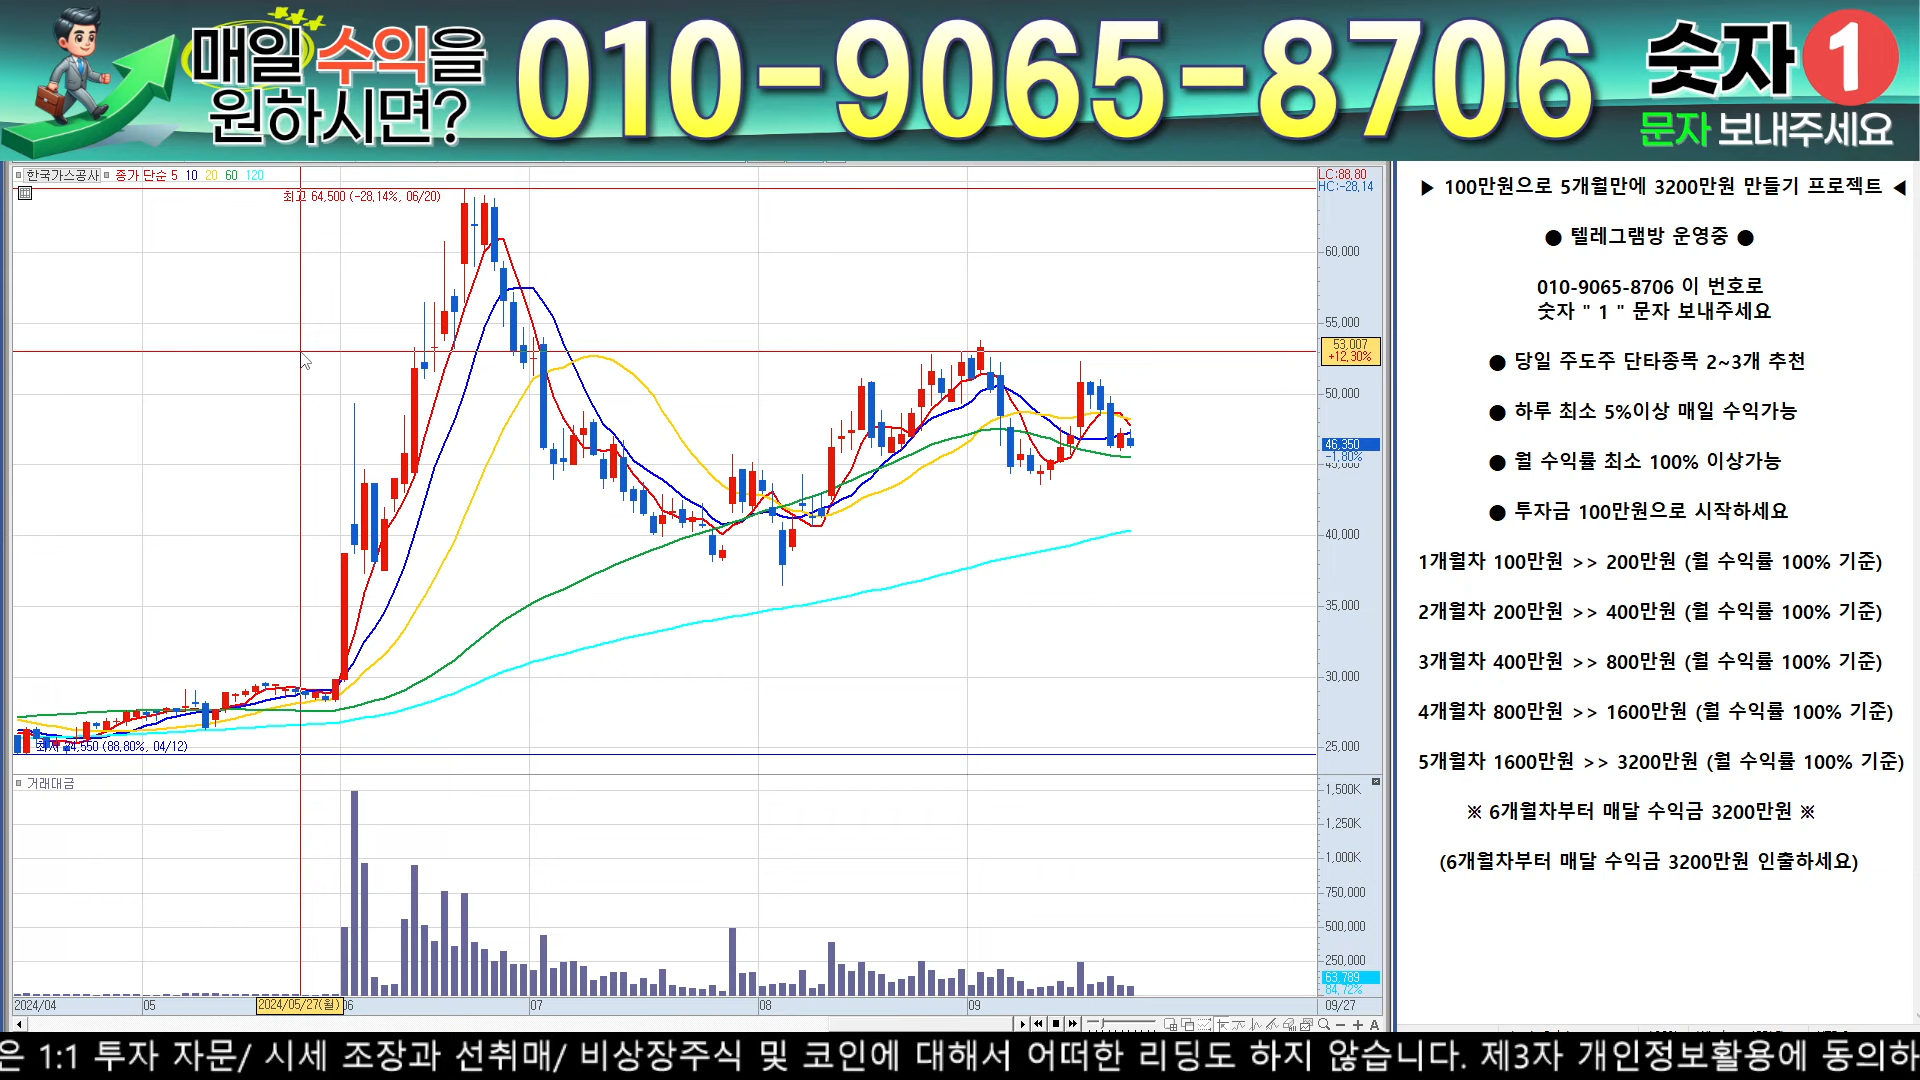 매일 수익을
원하시면?
010-9065-8706
숫자 1
문자 보내주세요
한국가스공사 종가 단순 5 10 20 60 120
최고 64,500 (-28,14%, 06/20)
LC:88,80
HC:-28,14
60,000
55,000
53,007
+12,30%
50,000
46,350
-1,80%
45,000
40,000
35,000
30,000
25,000
24,550 (88,80%, 04/12)
거래대금
1,500K
1,250K
1,000K
750,000
500,000
250,000
63,789
84,72%
2024/04 05 2024/05/27(월) 06 07 08 09 09/27
▶ 100만원으로 5개월만에 3200만원 만들기 프로젝트 ◀
● 텔레그램방 운영중 ●
010-9065-8706 이 번호로
숫자 " 1 " 문자 보내주세요
● 당일 주도주 단타종목 2~3개 추천
● 하루 최소 5%이상 매일 수익가능
● 월 수익률 최소 100% 이상가능
● 투자금 100만원으로 시작하세요
1개월차 100만원 >> 200만원 (월 수익률 100% 기준)
2개월차 200만원 >> 400만원 (월 수익률 100% 기준)
3개월차 400만원 >> 800만원 (월 수익률 100% 기준)
4개월차 800만원 >> 1600만원 (월 수익률 100% 기준)
5개월차 1600만원 >> 3200만원 (월 수익률 100% 기준)
※ 6개월차부터 매달 수익금 3200만원 ※
(6개월차부터 매달 수익금 3200만원 인출하세요)
은 1:1 투자 자문/ 시세 조장과 선취매/ 비상장주식 및 코인에 대해서 어떠한 리딩도 하지 않습니다. 제3자 개인정보활용에 동의하